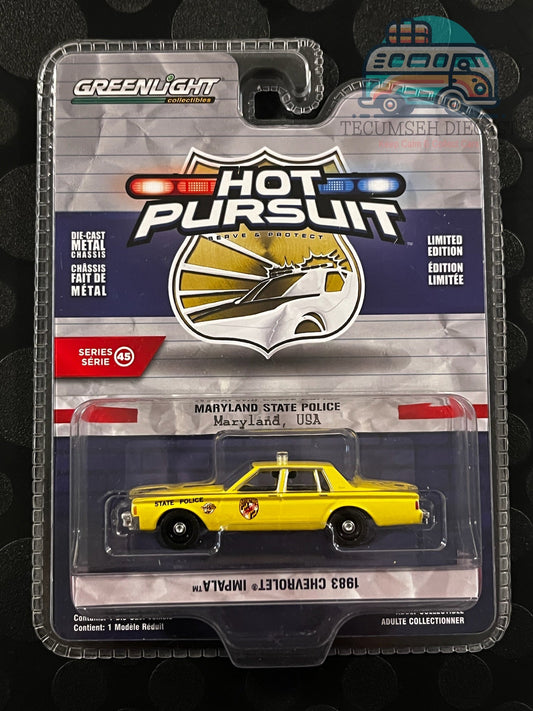 GREENLIGHT
collectibles
TECUMSEH
HOT
PURSUIT
SERVE & PROTECT
™
DIE-CAST
METAL
CHASSIS
CHÂSSIS
FAIT DE
MÉTAL
LIMITED
EDITION
ÉDITION
LIMITÉE
SERIES
SÉRIE
45
MARYLAND STATE POLICE
Maryland, USA
STATE POLICE
1983 CHEVROLET® IMPALA™
Contient: 1 Modèle Réduit
ADULTE COLLECTIONNER